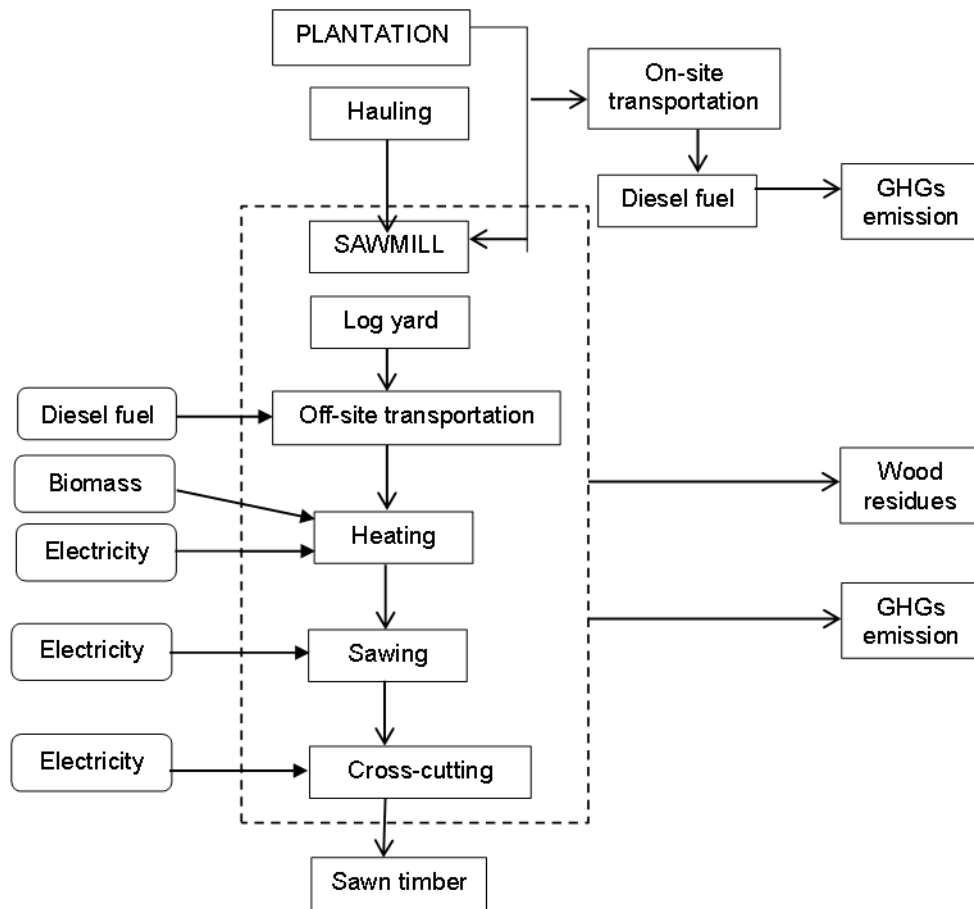 PLANTATION
On-site
transportation
Hauling
Diesel fuel
GHGs
emission
SAWMILL
Log yard
Diesel fuel
Off-site transportation
Biomass
Wood
residues
Electricity
Heating
GHGs
emission
Electricity
Sawing
Electricity
Cross-cutting
Sawn timber